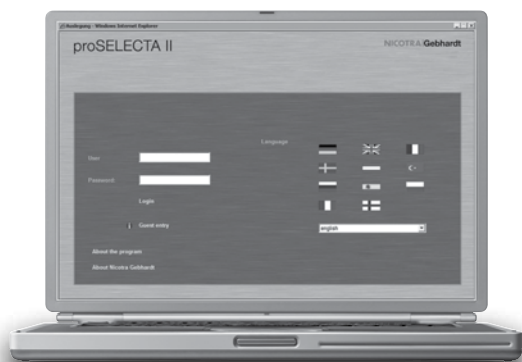 Auslegung - Windows Internet Explorer
proSELECTA II
NICOTRA Gebhardt
Language
User
Password
Login
Guest entry
english
About the program
About Nicotra Gebhardt